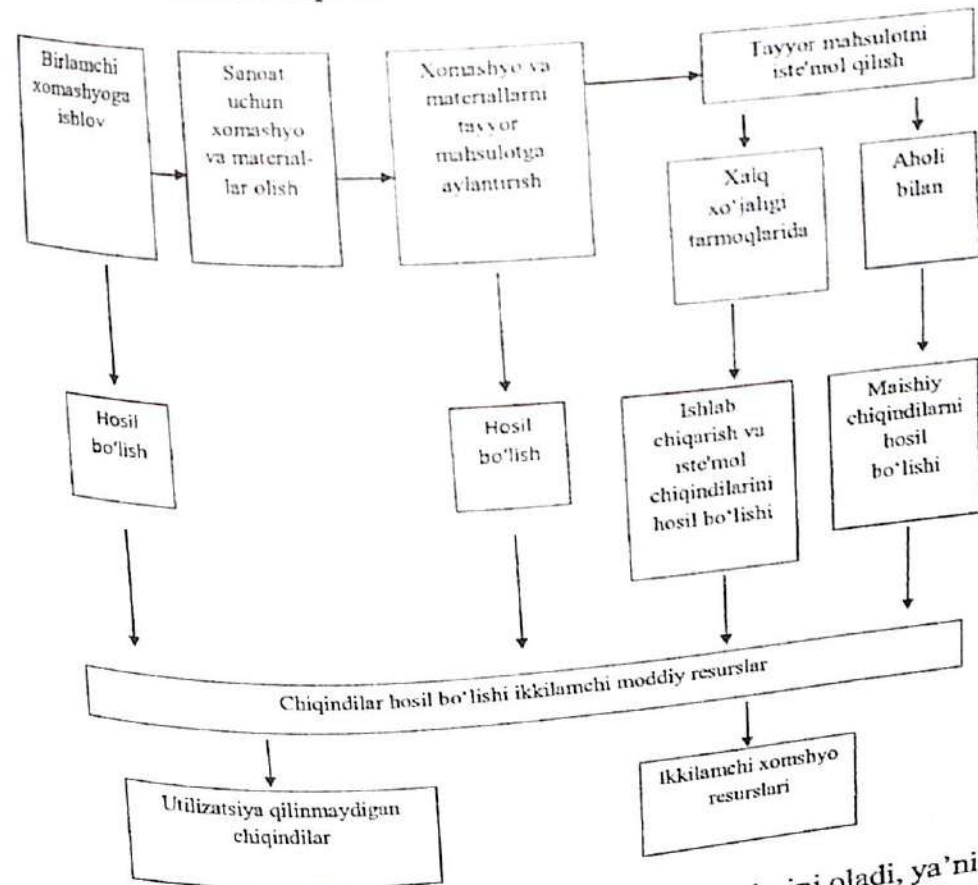 Birlamchi
xomashyoga
ishlov
Sanoat
uchun
xomashyo
va material-
lar olish
Xomashyo va
materiallarni
tayyor
mahsulotga
aylantirish
Tayyor mahsulotni
iste'mol qilish
Xalq
xo‘jaligi
tarmoqlarida
Aholi
bilan
Hosil
bo‘lish
Hosil
bo‘lish
Ishlab
chiqarish va
iste'mol
chiqindilarini
hosil bo‘lishi
Maishiy
chiqindilarni
hosil
bo‘lishi
Chiqindilar hosil bo‘lishi ikkilamchi moddiy resurslar
Utilizatsiya qilinmaydigan
chiqindilar
Ikkilamchi xomshyo
resurslari
oladi, ya’ni